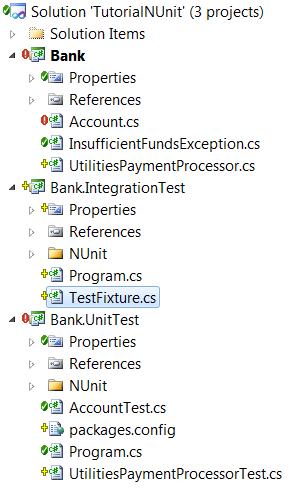 Solution 'TutorialNUnit' (3 projects)
Solution Items
Bank
Properties
References
Account.cs
InsufficientFundsException.cs
UtilitiesPaymentProcessor.cs
Bank.IntegrationTest
Properties
References
NUnit
Program.cs
TestFixture.cs
Bank.UnitTest
Properties
References
NUnit
AccountTest.cs
packages.config
Program.cs
UtilitiesPaymentProcessorTest.cs